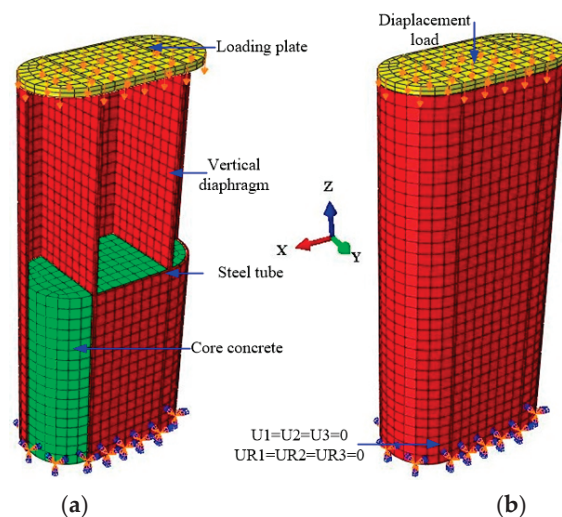 Loading plate
Vertical
diaphragm
Steel tube
Core concrete
(a)
Diaplacement
load
Z
X
Y
U1=U2=U3=0
UR1=UR2=UR3=0
(b)